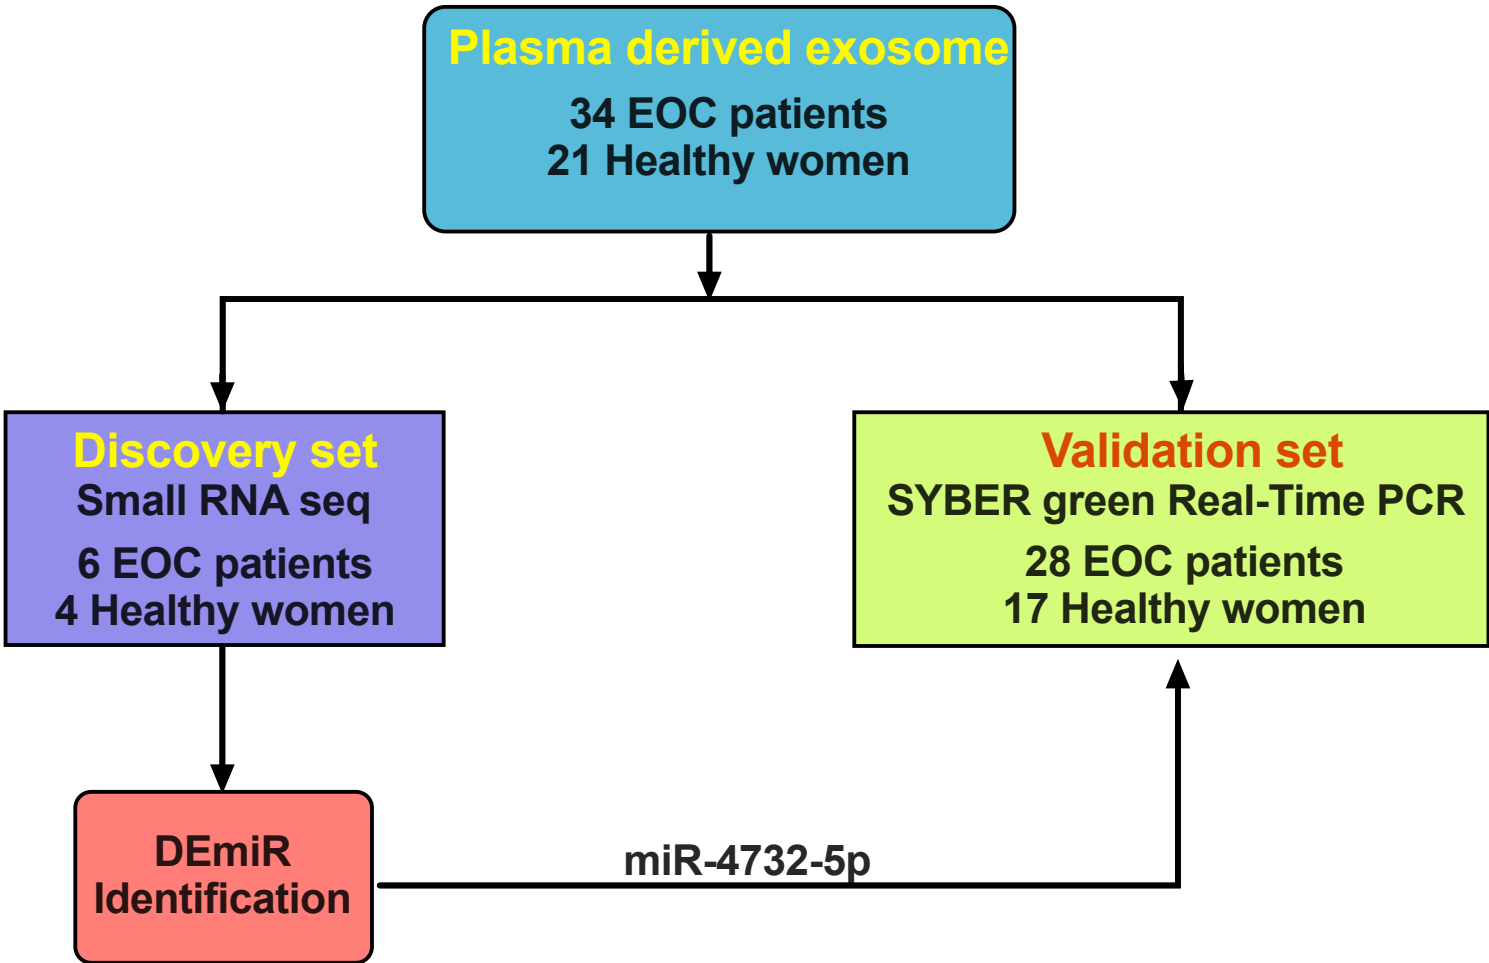 Plasma derived exosome
34 EOC patients
21 Healthy women
Discovery set
Small RNA seq
6 EOC patients
4 Healthy women
Validation set
SYBER green Real-Time PCR
28 EOC patients
17 Healthy women
DEmiR
Identification
miR-4732-5p